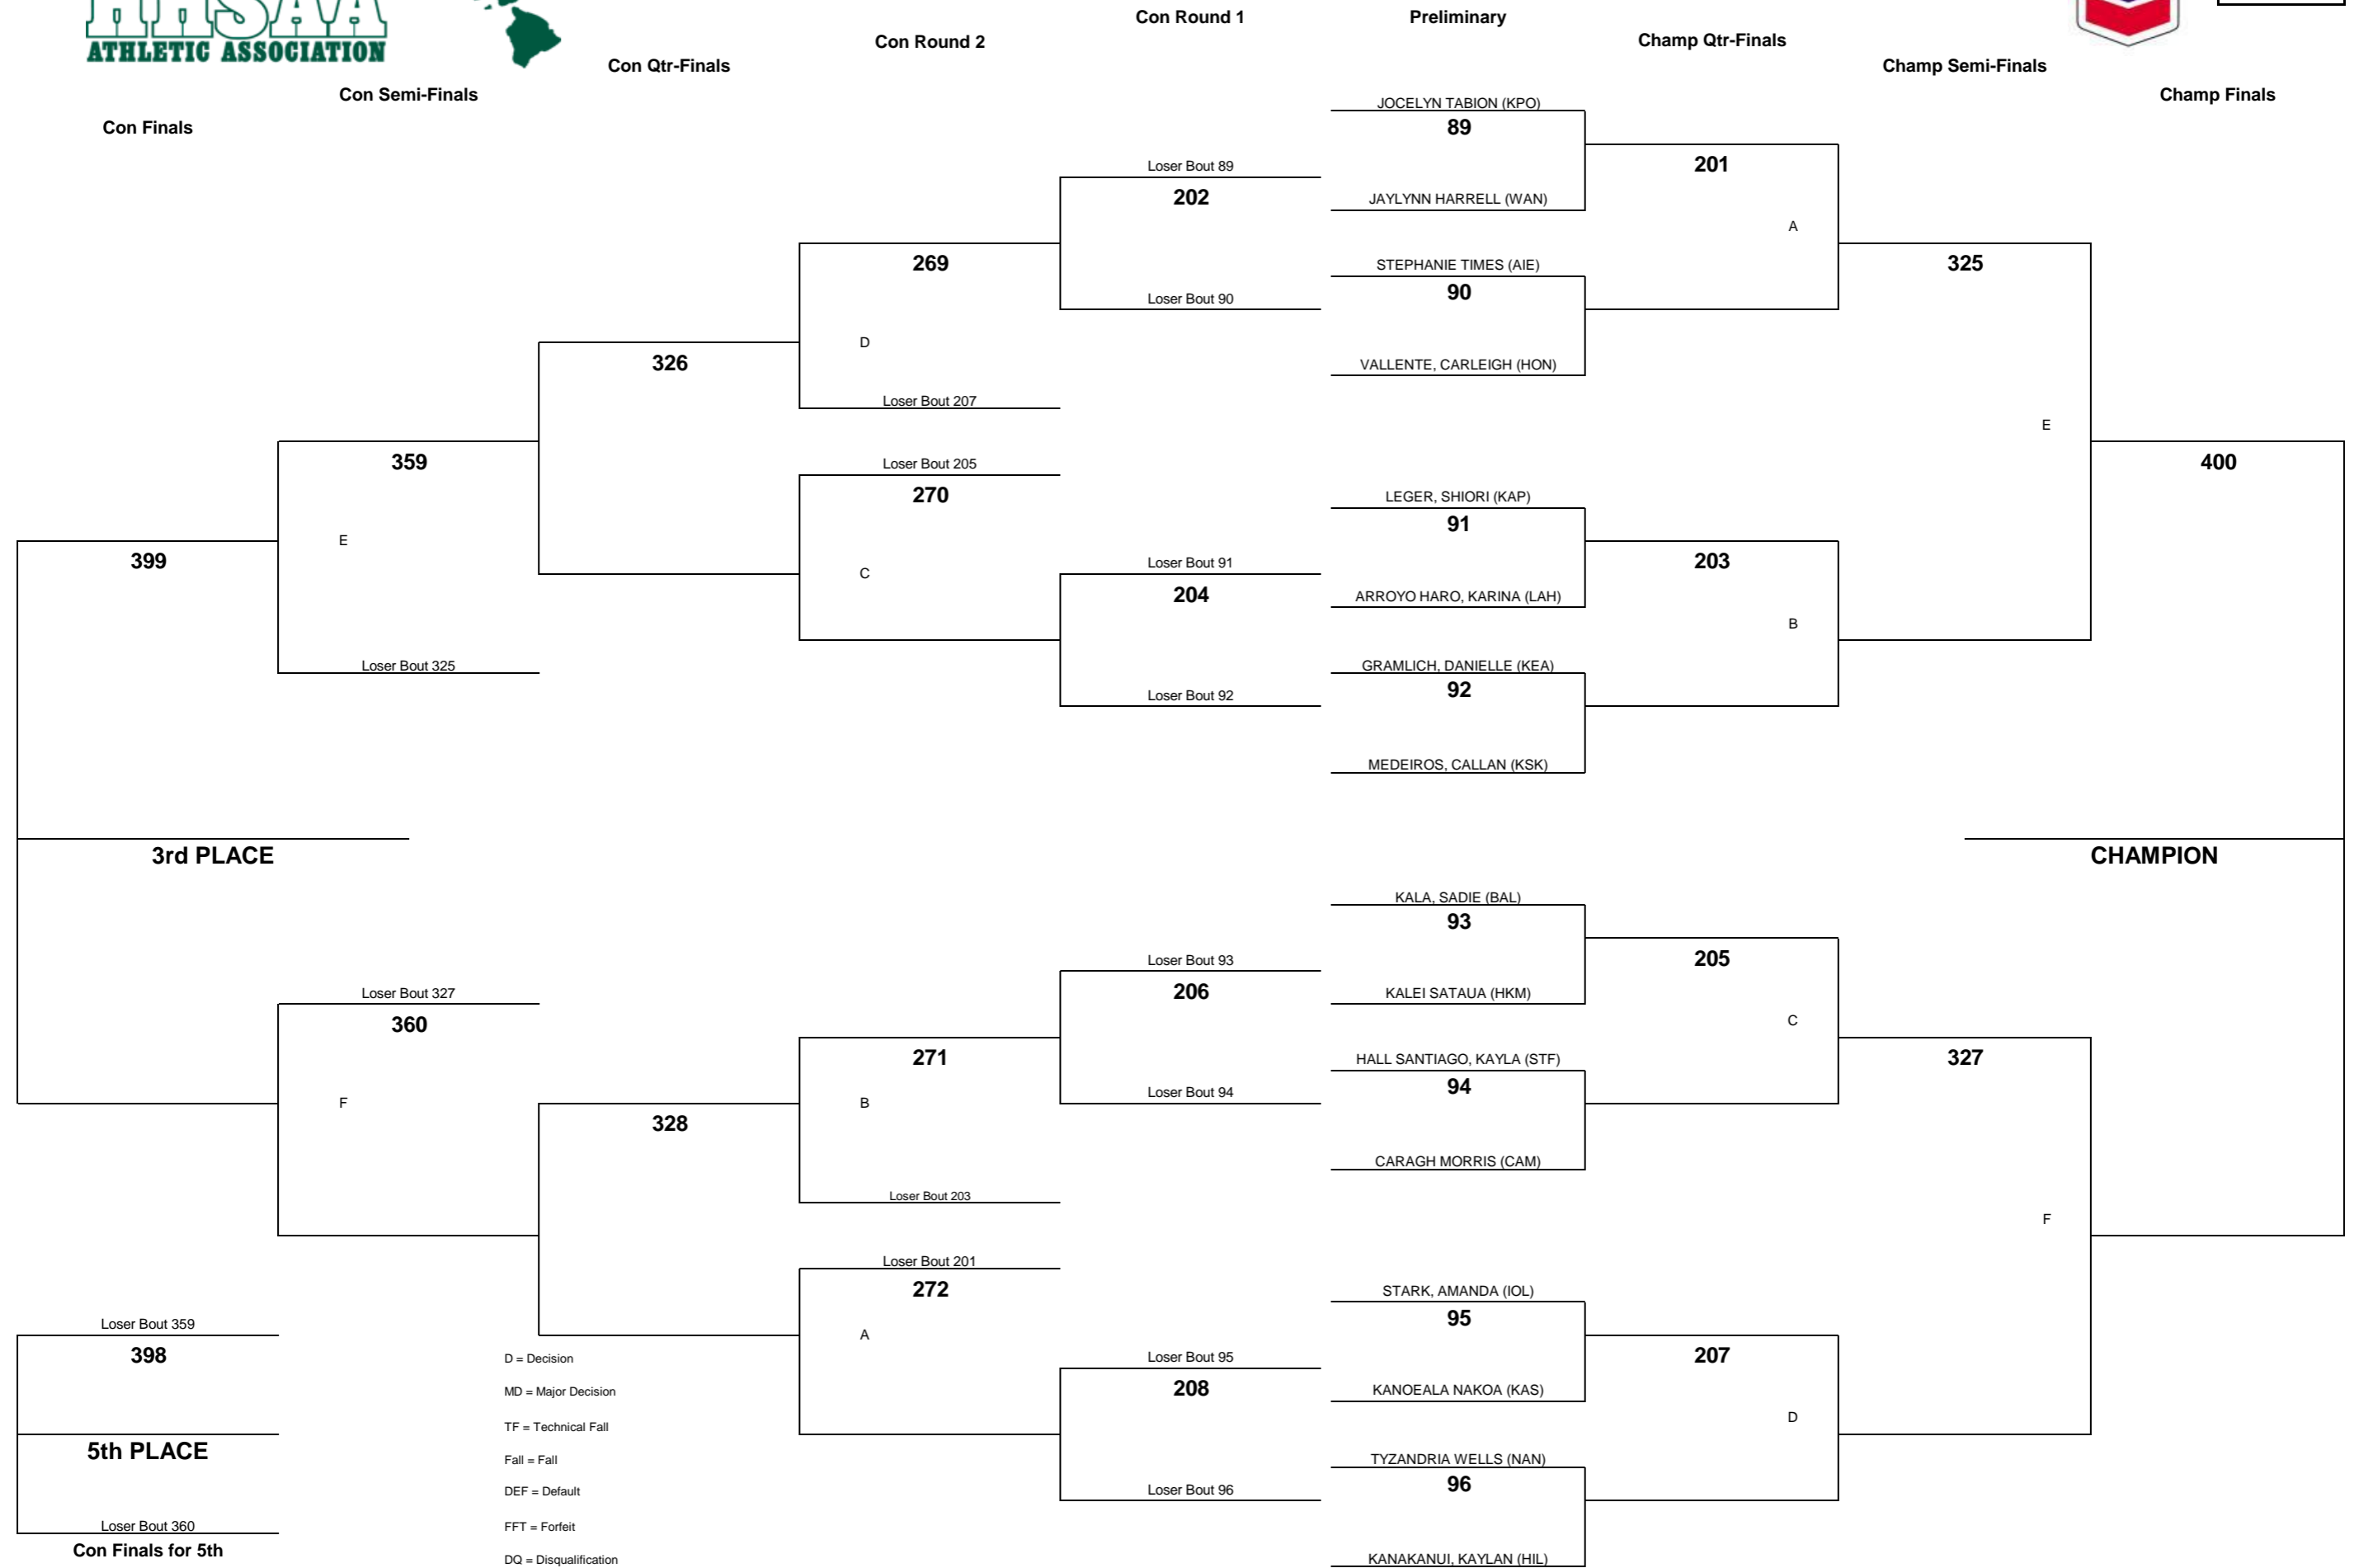 HHSAA
ATHLETIC ASSOCIATION
Con Finals
Con Semi-Finals
Con Qtr-Finals
Con Round 2
Con Round 1
Preliminary
Champ Qtr-Finals
Champ Semi-Finals
Champ Finals
JOCELYN TABION (KPO)
89
JAYLYNN HARRELL (WAN)
STEPHANIE TIMES (AIE)
90
VALLENTE, CARLEIGH (HON)
LEGER, SHIORI (KAP)
91
ARROYO HARO, KARINA (LAH)
GRAMLICH, DANIELLE (KEA)
92
MEDEIROS, CALLAN (KSK)
KALA, SADIE (BAL)
93
KALEI SATAUA (HKM)
HALL SANTIAGO, KAYLA (STF)
94
CARAGH MORRIS (CAM)
STARK, AMANDA (IOL)
95
KANOEALA NAKOA (KAS)
TYZANDRIA WELLS (NAN)
96
KANAKANUI, KAYLAN (HIL)
201
A
203
B
205
C
207
D
325
E
327
F
400
CHAMPION
Loser Bout 89
202
Loser Bout 90
Loser Bout 91
204
Loser Bout 92
Loser Bout 93
206
Loser Bout 94
Loser Bout 95
208
Loser Bout 96
269
D
Loser Bout 207
Loser Bout 205
270
C
271
B
Loser Bout 203
Loser Bout 201
272
A
326
328
359
E
Loser Bout 325
Loser Bout 327
360
F
399
3rd PLACE
Loser Bout 359
398
5th PLACE
Loser Bout 360
Con Finals for 5th
D = Decision
MD = Major Decision
TF = Technical Fall
Fall = Fall
DEF = Default
FFT = Forfeit
DQ = Disqualification